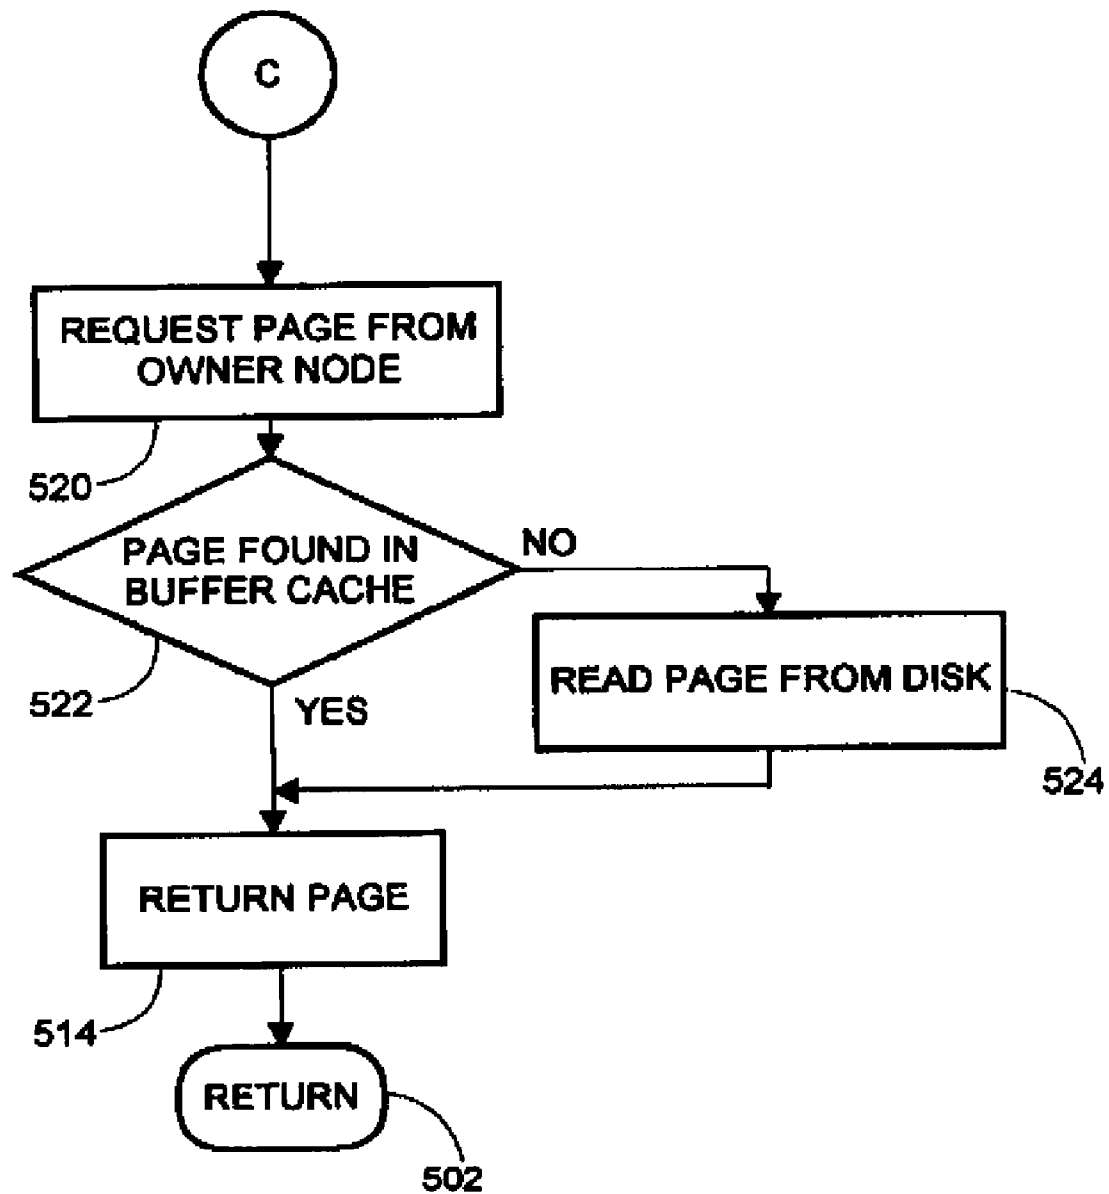 C
REQUEST PAGE FROM
OWNER NODE
520
PAGE FOUND IN
BUFFER CACHE
NO
522
YES
READ PAGE FROM DISK
524
RETURN PAGE
514
RETURN
502